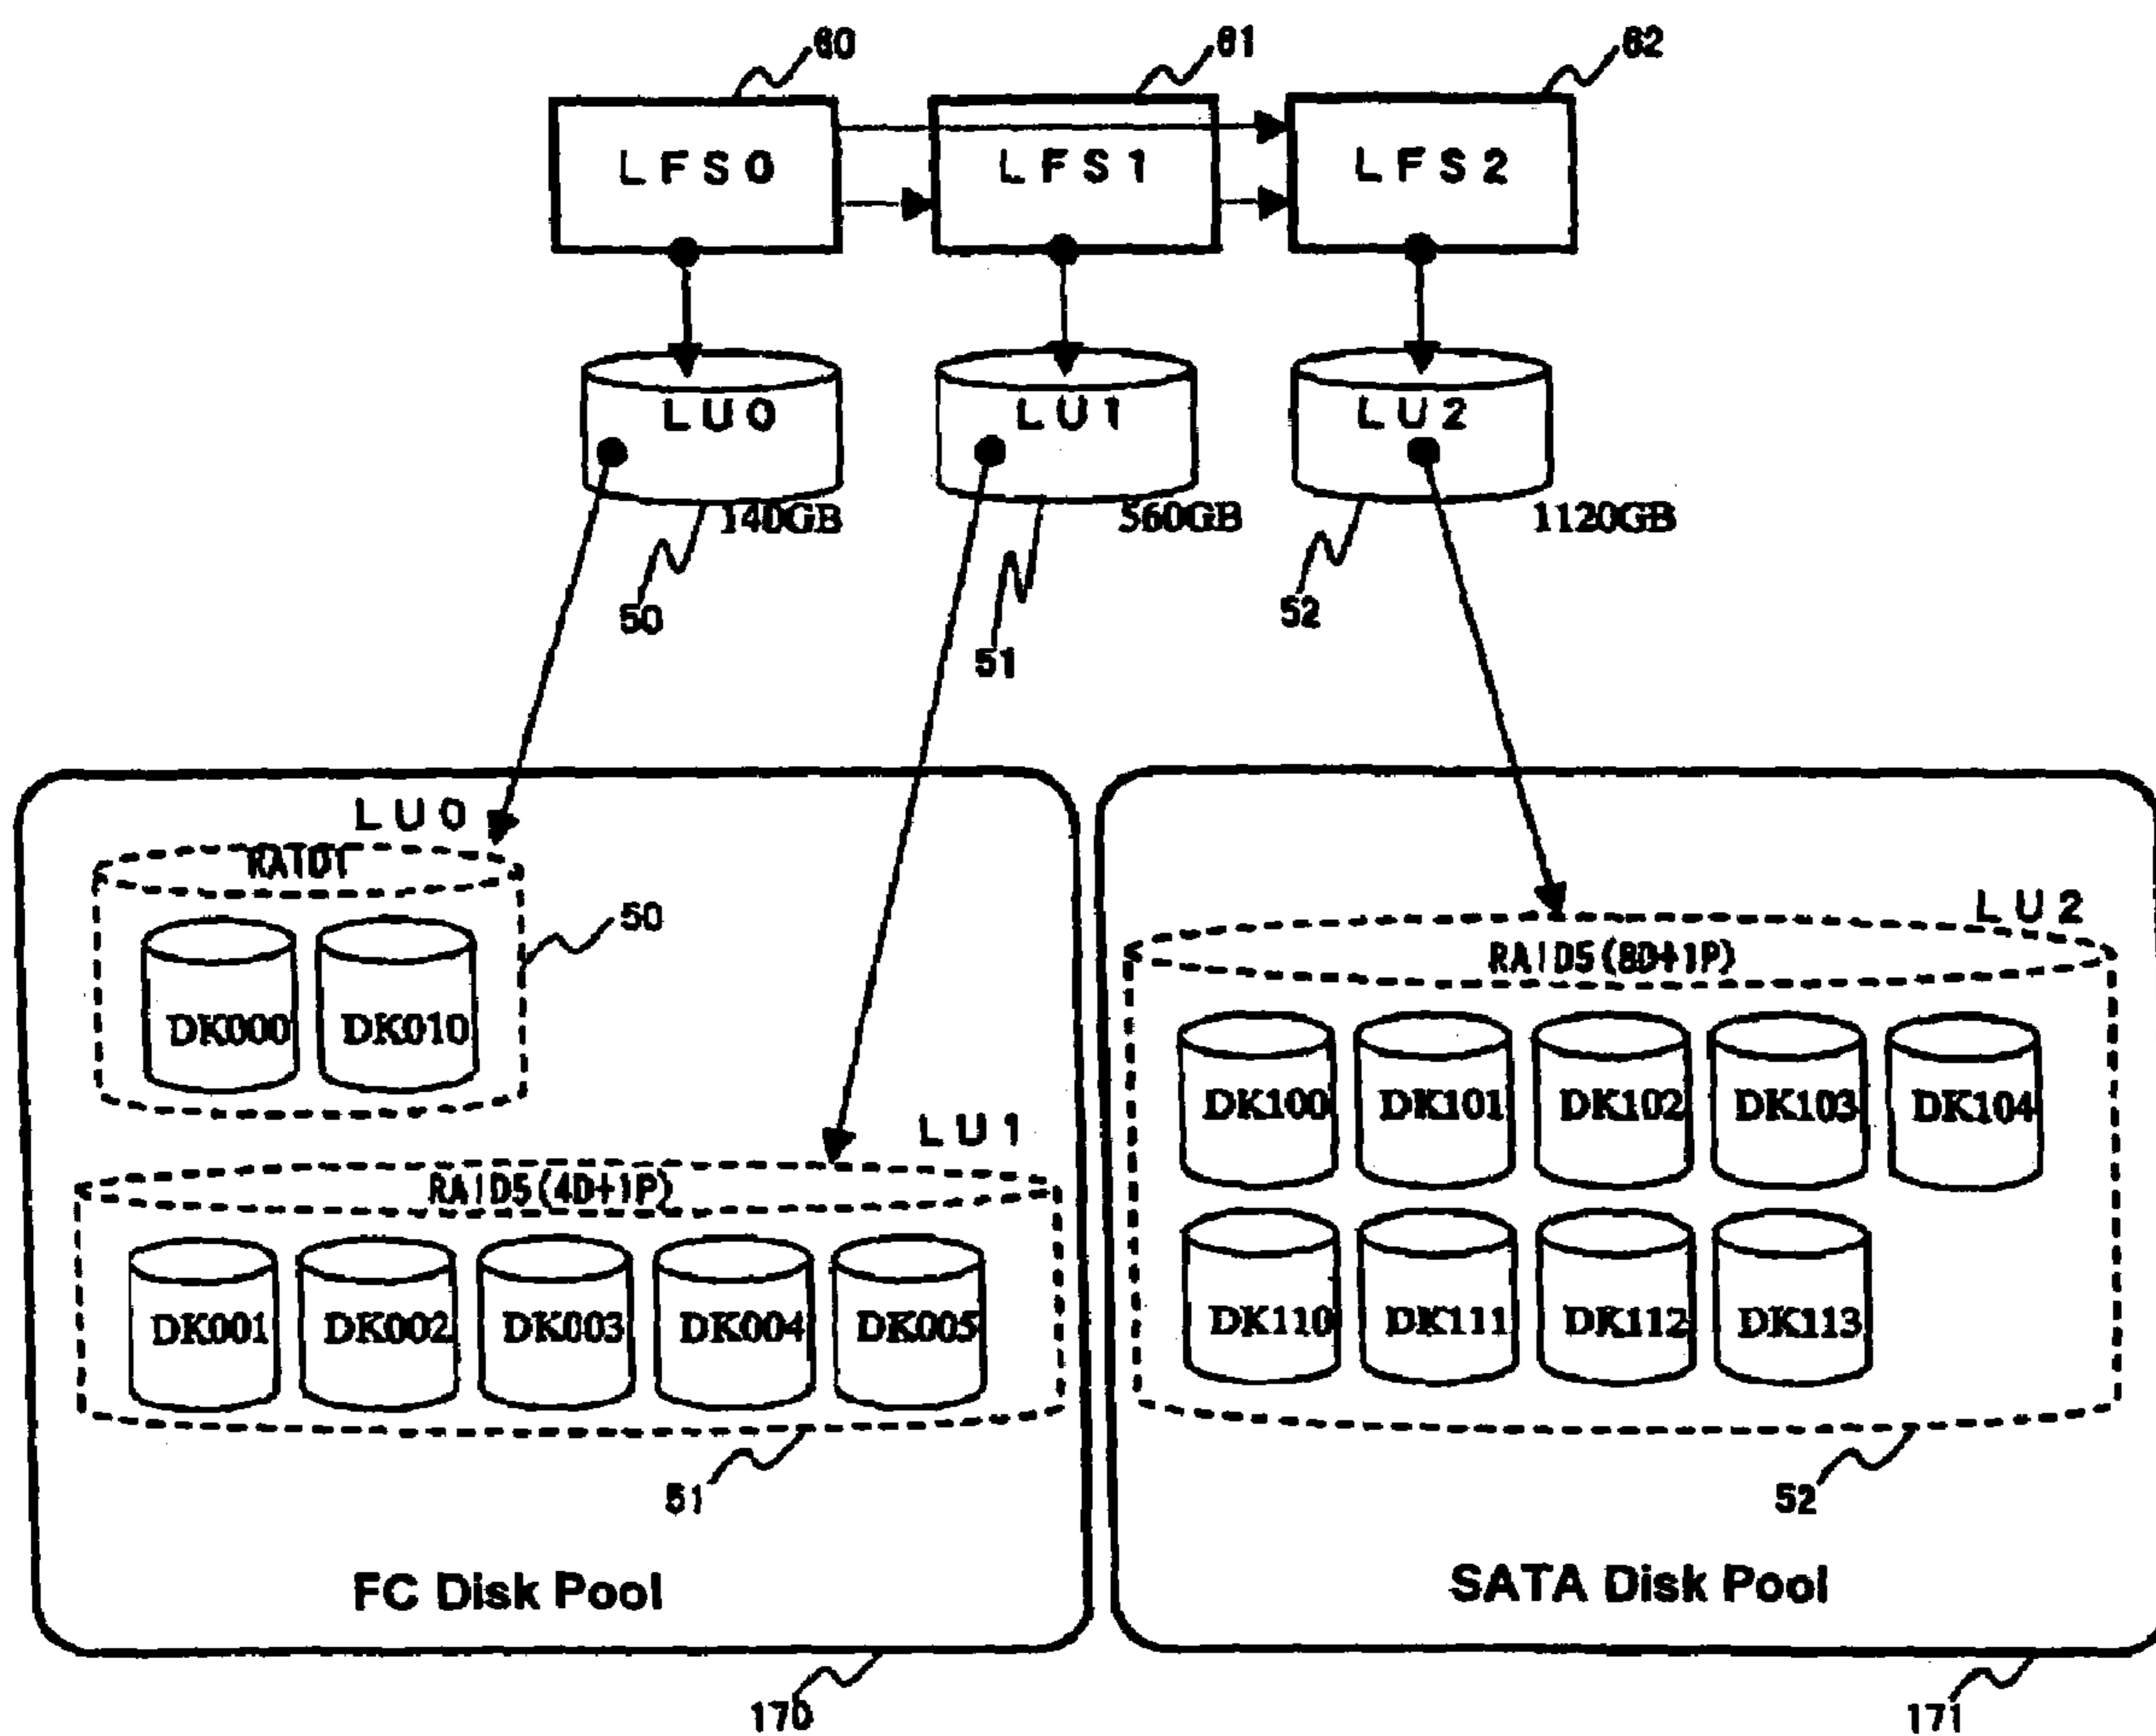 60 61 62
LFS0 LFS1 LFS2
LU0 LU1 LU2
140GB 560GB 1120GB
50 51 52
LU0
RAID1
50
DK000 DK010
LU1
RAID5(4D+1P)
DK001 DK002 DK003 DK004 DK005
51
FC Disk Pool
170
LU2
RAID5(8D+1P)
DK100 DK101 DK102 DK103 DK104
DK110 DK111 DK112 DK113
52
SATA Disk Pool
171